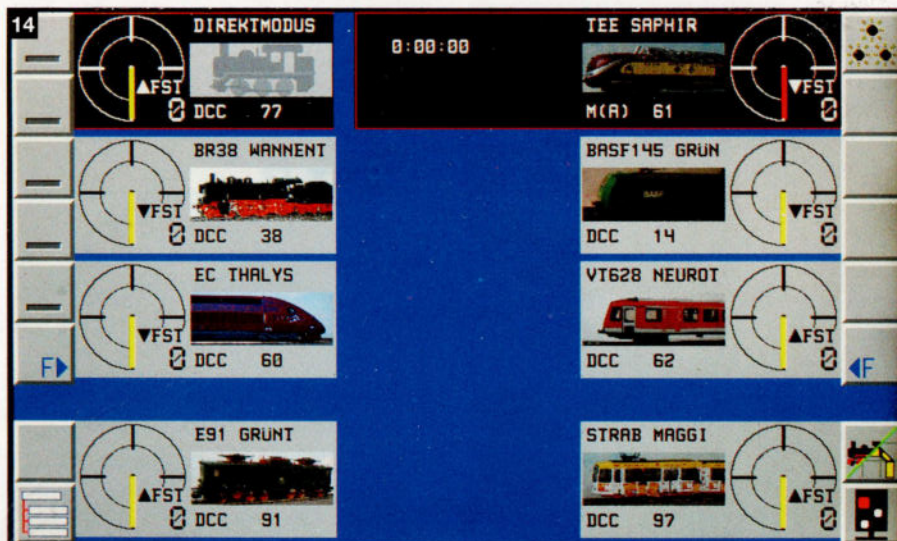 14
DIREKTMODUS
▲FST
0
DCC 77
0:00:00
TEE SAPHIR
M(A) 61
▼FST
0
BR38 WANNENT
▼FST
0
DCC 38
BASF145 GRÜN
BASF
DCC 14
▼FST
0
EC THALYS
▼FST
0
DCC 60
VT628 NEUROT
DCC 62
▲FST
0
F▶
◀F
E91 GRÜNT
▲FST
0
DCC 91
STRAB MAGGI
DCC 97
▲FST
0